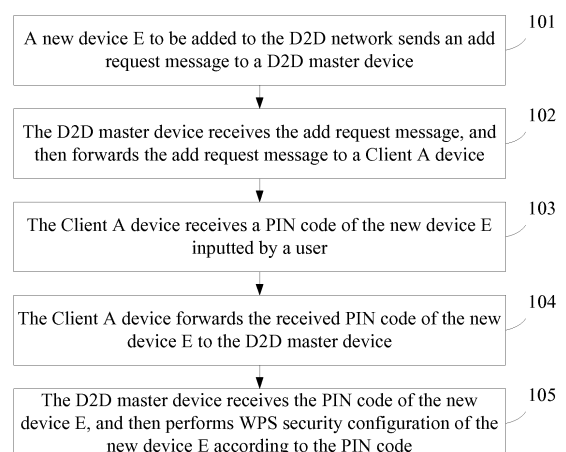 101
A new device E to be added to the D2D network sends an add
request message to a D2D master device
102
The D2D master device receives the add request message, and
then forwards the add request message to a Client A device
103
The Client A device receives a PIN code of the new device E
inputted by a user
104
The Client A device forwards the received PIN code of the new
device E to the D2D master device
105
The D2D master device receives the PIN code of the new
device E, and then performs WPS security configuration of the
new device E according to the PIN code